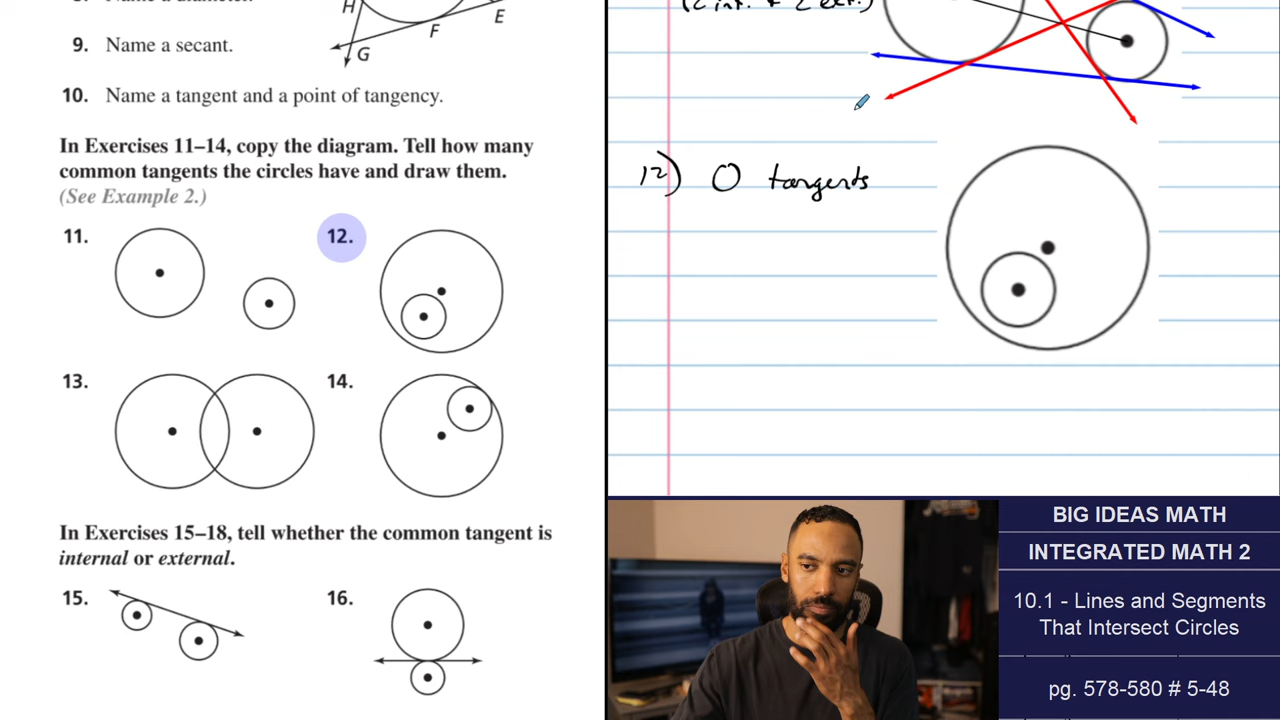 H
E
F
9. Name a secant.
G
10. Name a tangent and a point of tangency.
In Exercises 11–14, copy the diagram. Tell how many
common tangents the circles have and draw them.
(See Example 2.)
11.
12.
13.
14.
In Exercises 15–18, tell whether the common tangent is
internal or external.
15.
16.
12) 0 tangents
BIG IDEAS MATH
INTEGRATED MATH 2
10.1 - Lines and Segments
That Intersect Circles
pg. 578-580 # 5-48